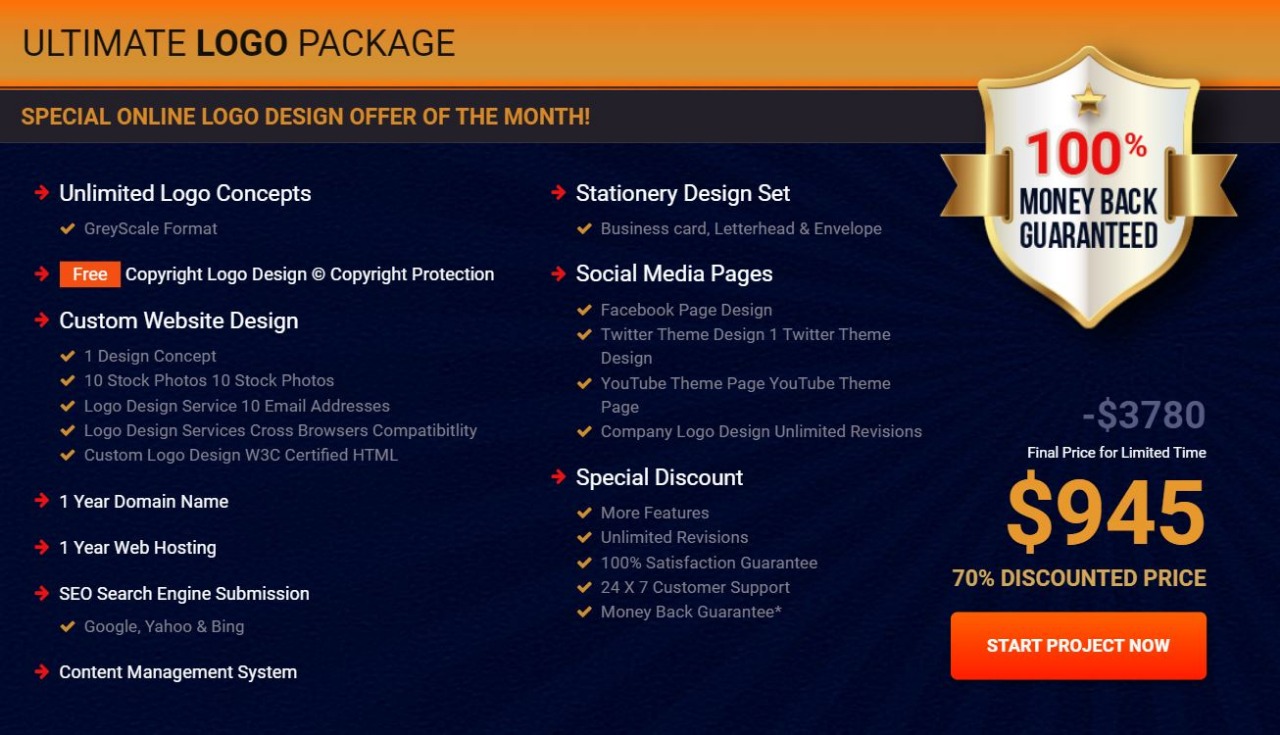 ULTIMATE LOGO PACKAGE
SPECIAL ONLINE LOGO DESIGN OFFER OF THE MONTH!
Unlimited Logo Concepts
GreyScale Format
Free Copyright Logo Design © Copyright Protection
Custom Website Design
1 Design Concept
10 Stock Photos 10 Stock Photos
Logo Design Service 10 Email Addresses
Logo Design Services Cross Browsers Compatibitlity
Custom Logo Design W3C Certified HTML
1 Year Domain Name
1 Year Web Hosting
SEO Search Engine Submission
Google, Yahoo & Bing
Content Management System
Stationery Design Set
Business card, Letterhead & Envelope
Social Media Pages
Facebook Page Design
Twitter Theme Design 1 Twitter Theme
Design
YouTube Theme Page YouTube Theme
Page
Company Logo Design Unlimited Revisions
Special Discount
More Features
Unlimited Revisions
100% Satisfaction Guarantee
24 X 7 Customer Support
Money Back Guarantee*
100%
MONEY BACK
GUARANTEED
-$3780
Final Price for Limited Time
$945
70% DISCOUNTED PRICE
START PROJECT NOW